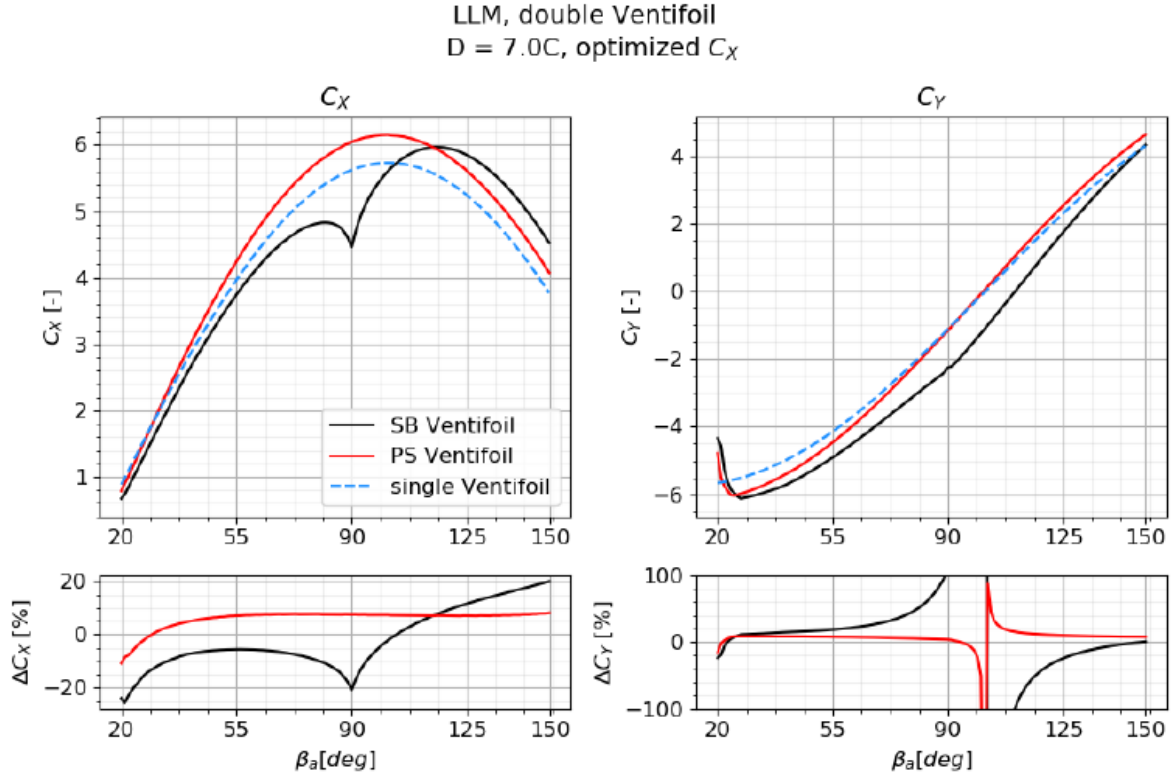 LLM, double Ventifoil
D = 7.0C, optimized C_X
C_X
C_X [-]
6
5
4
3
2
1
SB Ventifoil
PS Ventifoil
single Ventifoil
20 55 90 125 150
C_Y
C_Y [-]
4
2
0
−2
−4
−6
20 55 90 125 150
ΔC_X [%]
20
0
−20
20 55 90 125 150
β_a[deg]
ΔC_Y [%]
100
0
−100
20 55 90 125 150
β_a[deg]